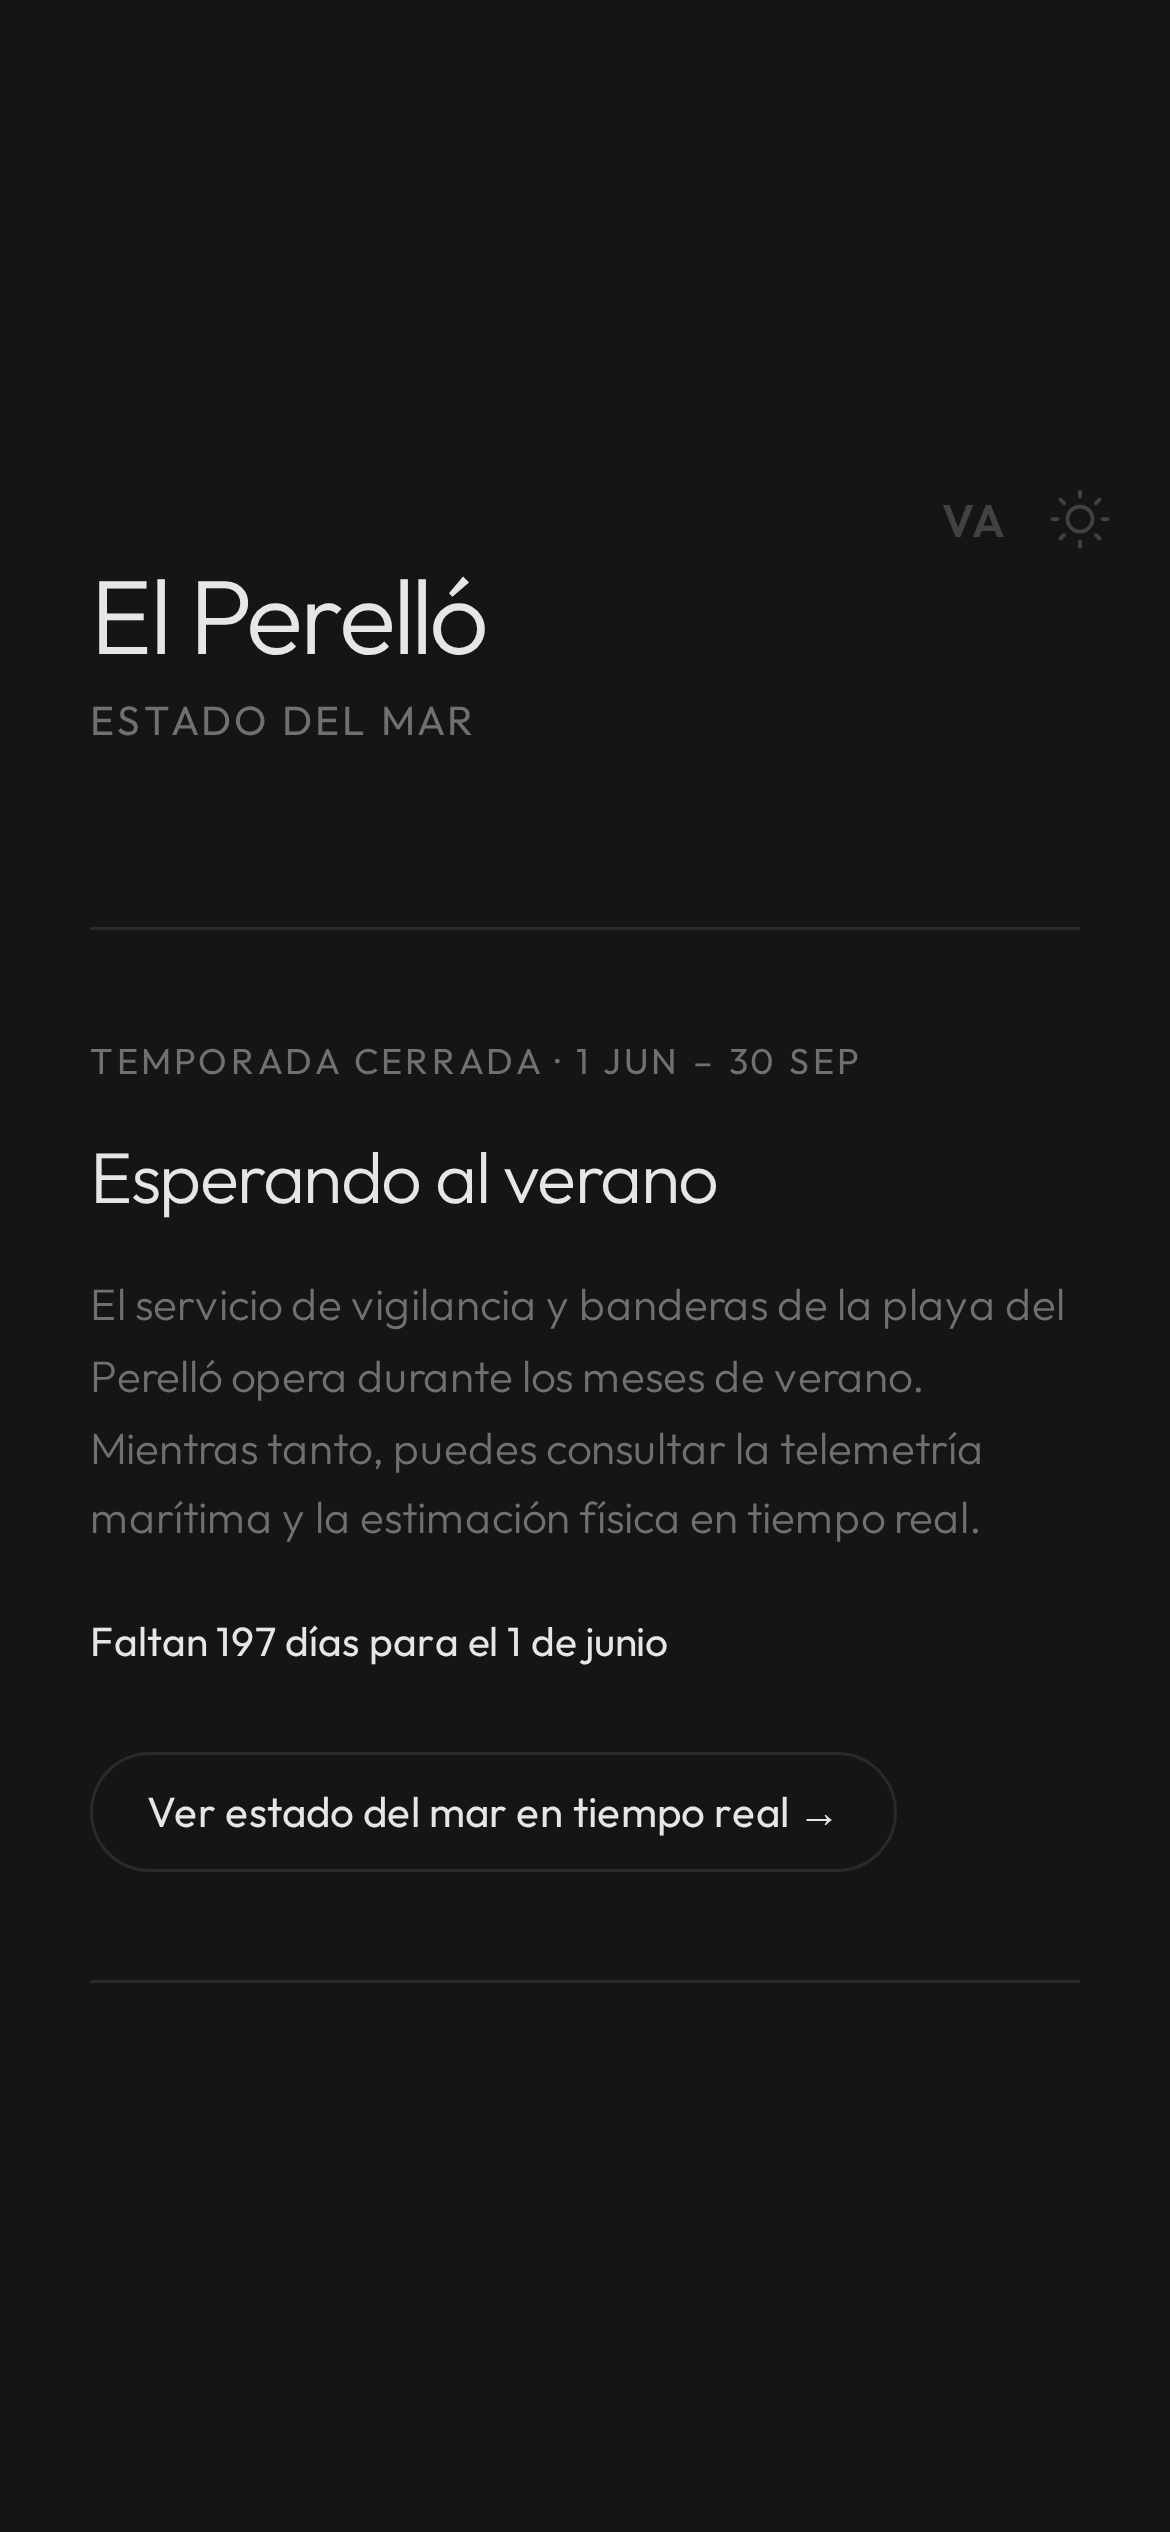 VA
El Perelló
ESTADO DEL MAR
TEMPORADA CERRADA · 1 JUN – 30 SEP
Esperando al verano
El servicio de vigilancia y banderas de la playa del
Perelló opera durante los meses de verano.
Mientras tanto, puedes consultar la telemetría
marítima y la estimación física en tiempo real.
Faltan 197 días para el 1 de junio
Ver estado del mar en tiempo real →